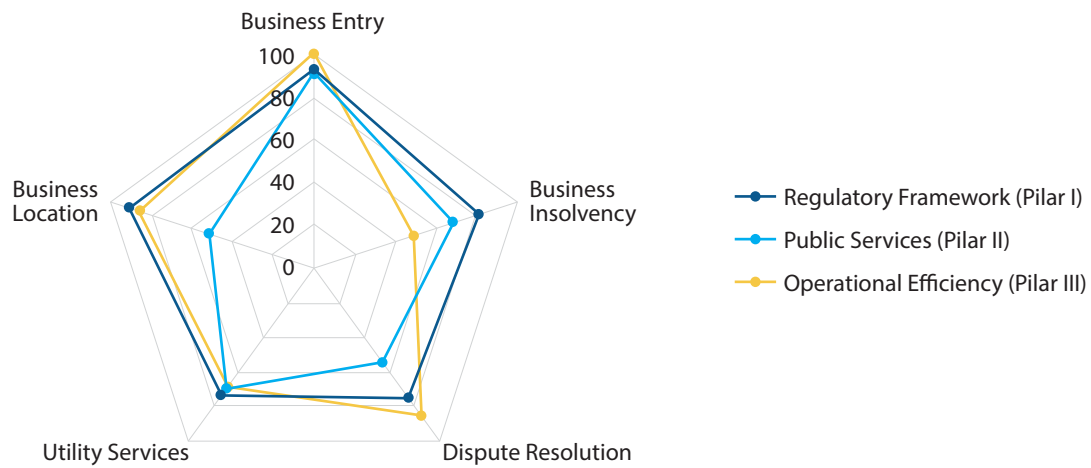 Business Entry
100
80
60
40
20
0
Business
Location
Business
Insolvency
Utility Services
Dispute Resolution
Regulatory Framework (Pilar I)
Public Services (Pilar II)
Operational Efficiency (Pilar III)